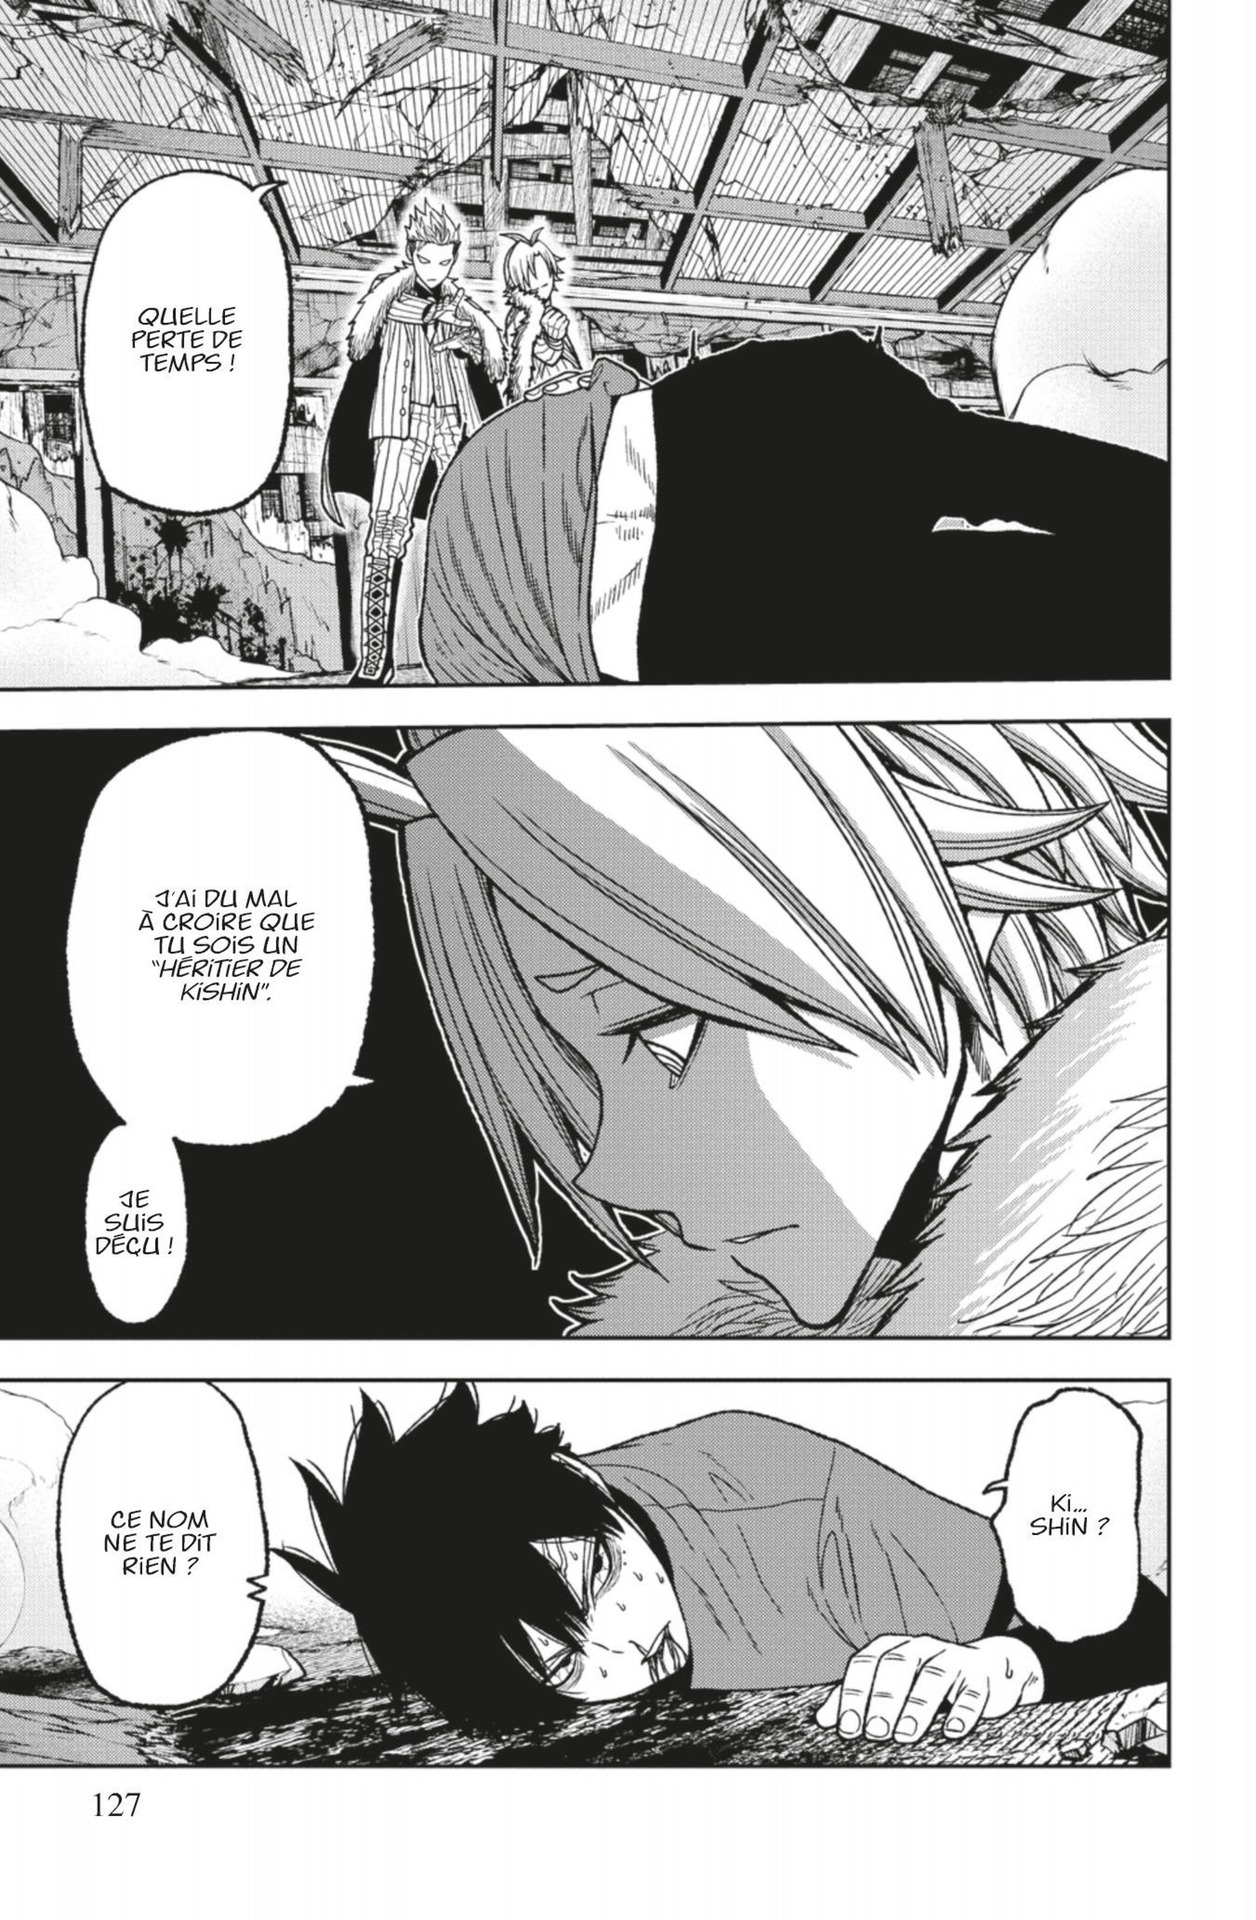 QUELLE
PERTE DE
TEMPS !
J'AI DU MAL
À CROIRE QUE
TU SOIS UN
"HÉRITIER DE
KISHIN".
JE
SUIS
DÉÇU !
KI...
SHIN ?
CE NOM
NE TE DIT
RIEN ?
127